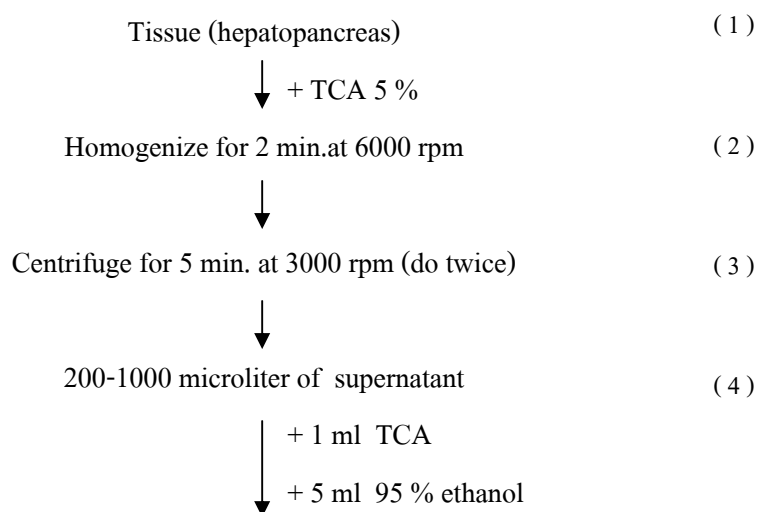 Tissue (hepatopancreas) ( 1 )
+ TCA 5 %
Homogenize for 2 min.at 6000 rpm ( 2 )
Centrifuge for 5 min. at 3000 rpm (do twice) ( 3 )
200-1000 microliter of supernatant ( 4 )
+ 1 ml TCA
+ 5 ml 95 % ethanol